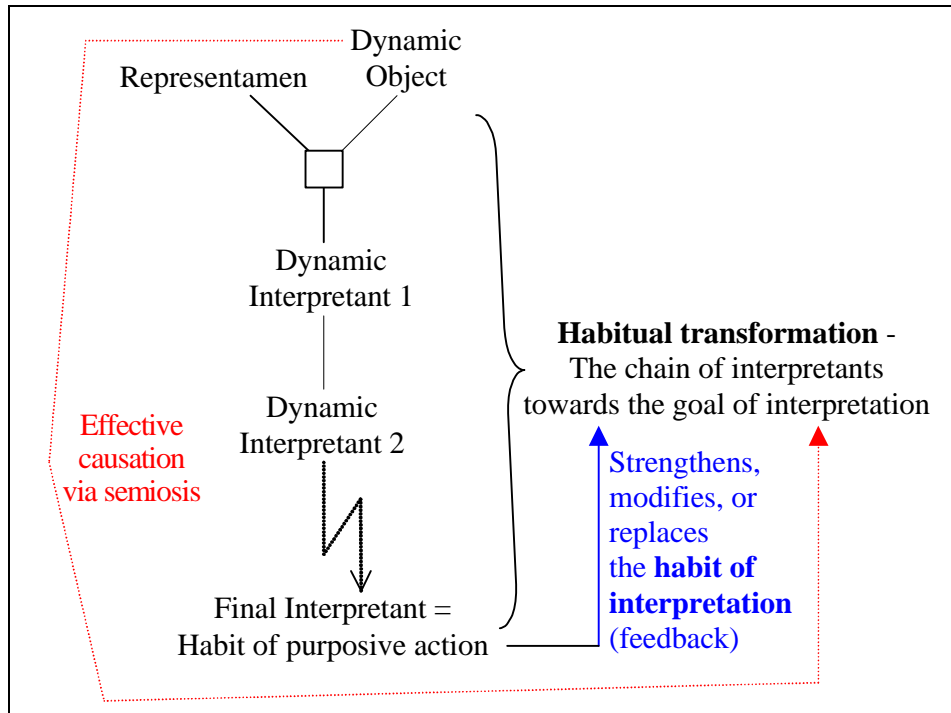 Dynamic
Object
Representamen
Dynamic
Interpretant 1
Dynamic
Interpretant 2
Final Interpretant =
Habit of purposive action
Effective
causation
via semiosis
Habitual transformation -
The chain of interpretants
towards the goal of interpretation
Strengthens,
modifies, or
replaces
the habit of
interpretation
(feedback)